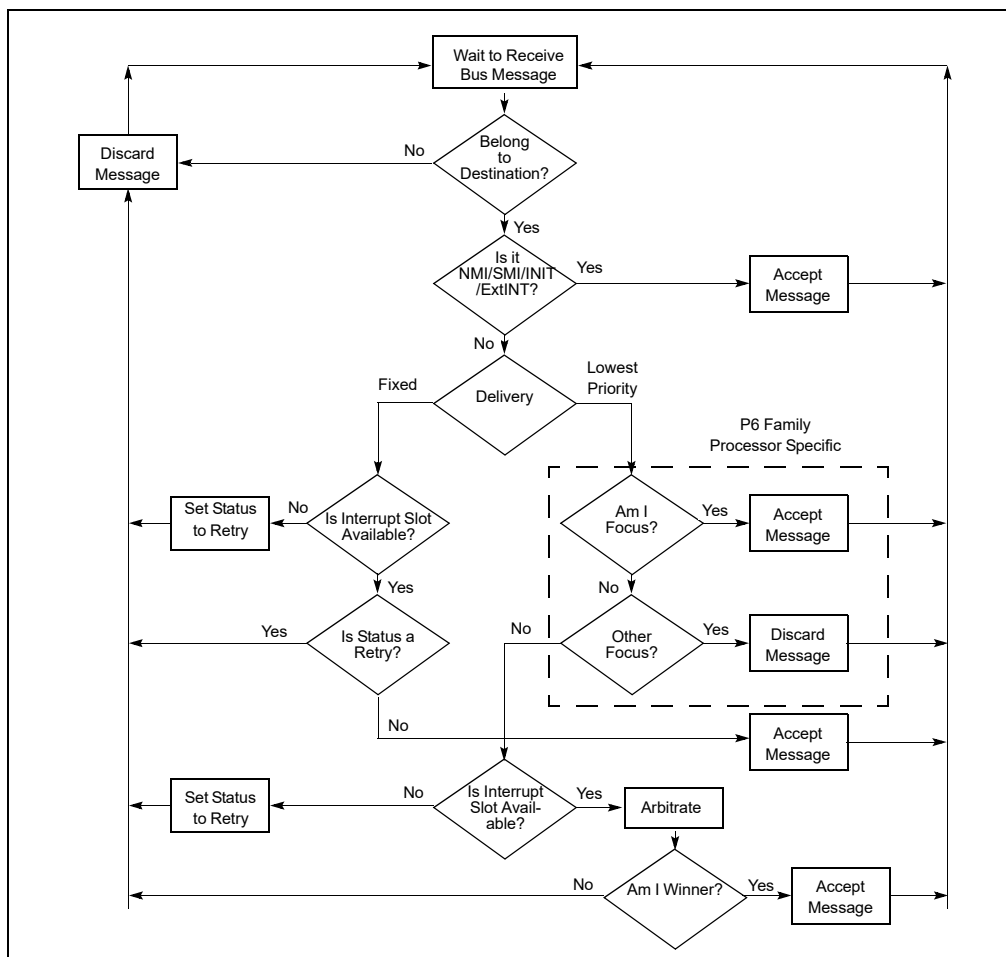 Wait to Receive
Bus Message
Belong
to
Destination?
No
Discard
Message
Yes
Is it
NMI/SMI/INIT
/ExtINT?
Yes
Accept
Message
No
Delivery
Fixed
Lowest
Priority
P6 Family
Processor Specific
Is Interrupt Slot
Available?
No
Set Status
to Retry
Am I
Focus?
Yes
Accept
Message
Yes
No
Is Status a
Retry?
Yes
No
Other
Focus?
Yes
Discard
Message
No
Accept
Message
Is Interrupt
Slot Avail-
able?
No
Set Status
to Retry
Yes
Arbitrate
Am I Winner?
No
Yes
Accept
Message